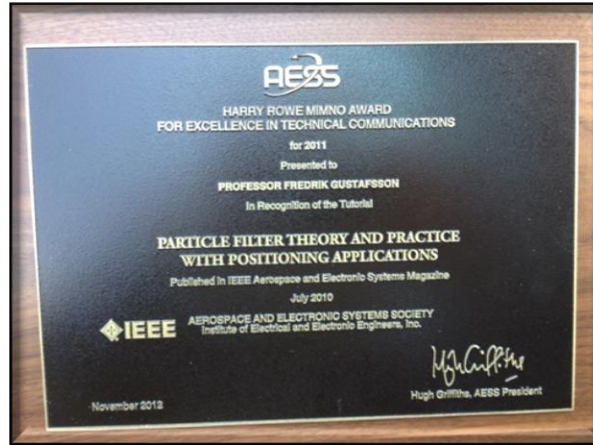 AESS
HARRY ROWE MIMNO AWARD
FOR EXCELLENCE IN TECHNICAL COMMUNICATIONS
for 2011
Presented to
PROFESSOR FREDRIK GUSTAFSSON
In Recognition of the Tutorial
PARTICLE FILTER THEORY AND PRACTICE
WITH POSITIONING APPLICATIONS
Published in IEEE Aerospace and Electronic Systems Magazine
July 2010
IEEE
AEROSPACE AND ELECTRONIC SYSTEMS SOCIETY
Institute of Electrical and Electronic Engineers, Inc.
Hugh Griffiths
Hugh Griffiths, AESS President
November 2012